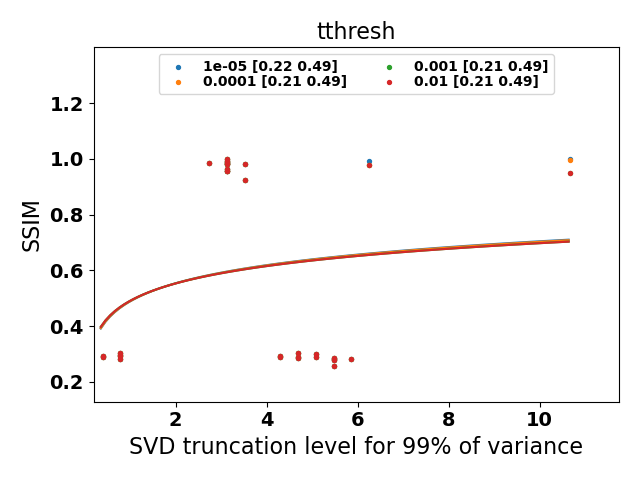 tthresh
1e-05 [0.22 0.49]
0.0001 [0.21 0.49]
0.001 [0.21 0.49]
0.01 [0.21 0.49]
SSIM
1.2
1.0
0.8
0.6
0.4
0.2
2 4 6 8 10
SVD truncation level for 99% of variance